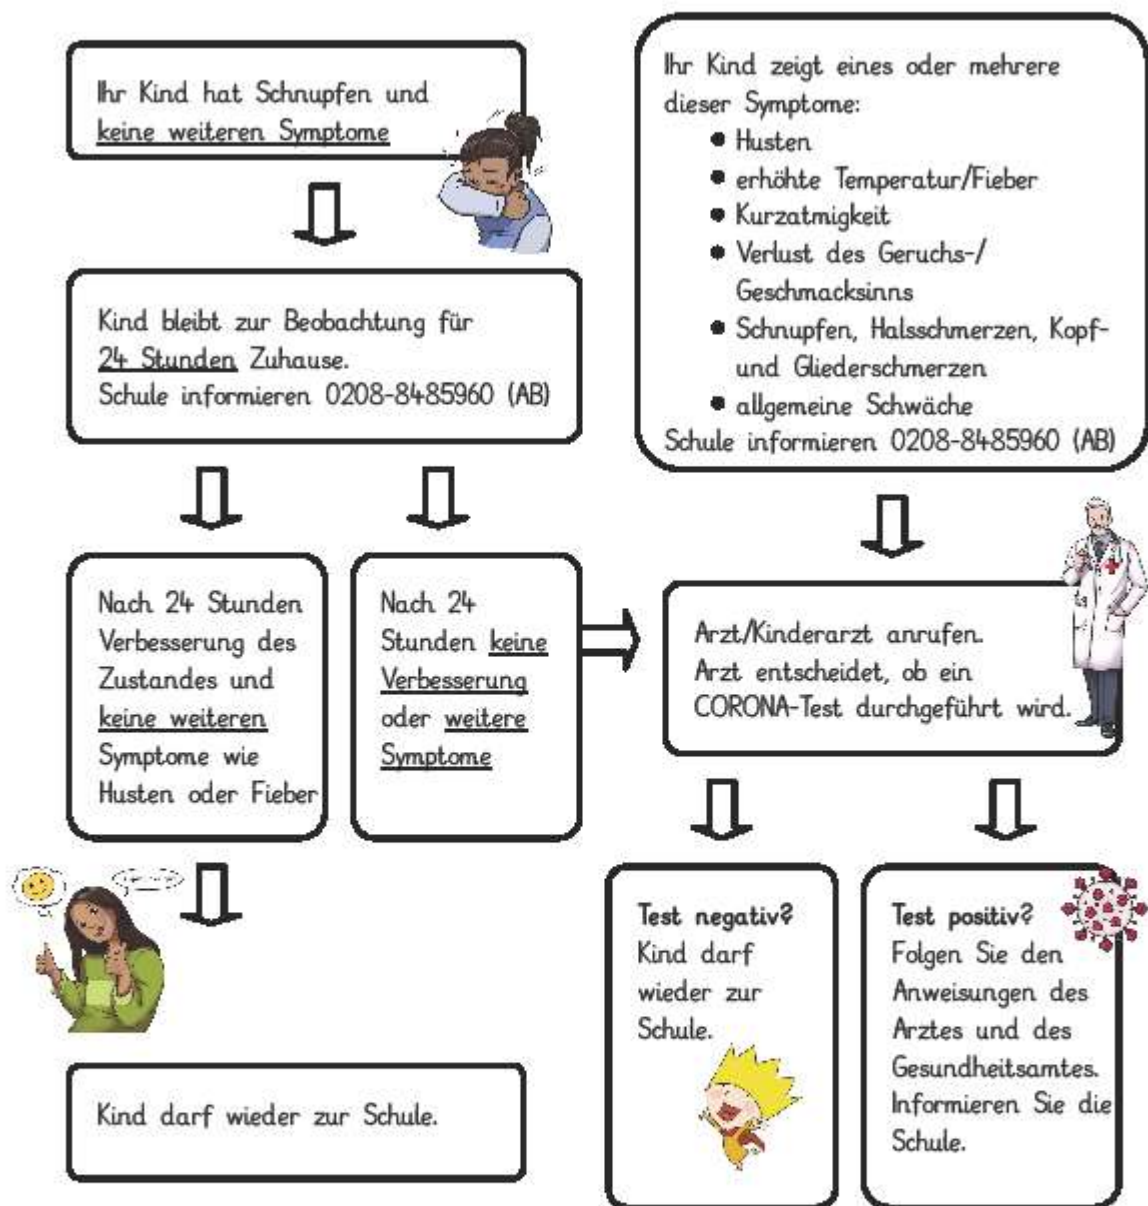 Ihr Kind hat Schnupfen und
keine weiteren Symptome
Kind bleibt zur Beobachtung für
24 Stunden Zuhause.
Schule informieren 0208-8485960 (AB)
Nach 24 Stunden
Verbesserung des
Zustandes und
keine weiteren
Symptome wie
Husten oder Fieber
Nach 24
Stunden keine
Verbesserung
oder weitere
Symptome
Kind darf wieder zur Schule.
Ihr Kind zeigt eines oder mehrere
dieser Symptome:
● Husten
● erhöhte Temperatur/Fieber
● Kurzatmigkeit
● Verlust des Geruchs-/
Geschmacksinns
● Schnupfen, Halsschmerzen, Kopf-
und Gliederschmerzen
● allgemeine Schwäche
Schule informieren 0208-8485960 (AB)
Arzt/Kinderarzt anrufen.
Arzt entscheidet, ob ein
CORONA-Test durchgeführt wird.
Test negativ?
Kind darf
wieder zur
Schule.
Test positiv?
Folgen Sie den
Anweisungen des
Arztes und des
Gesundheitsamtes.
Informieren Sie die
Schule.